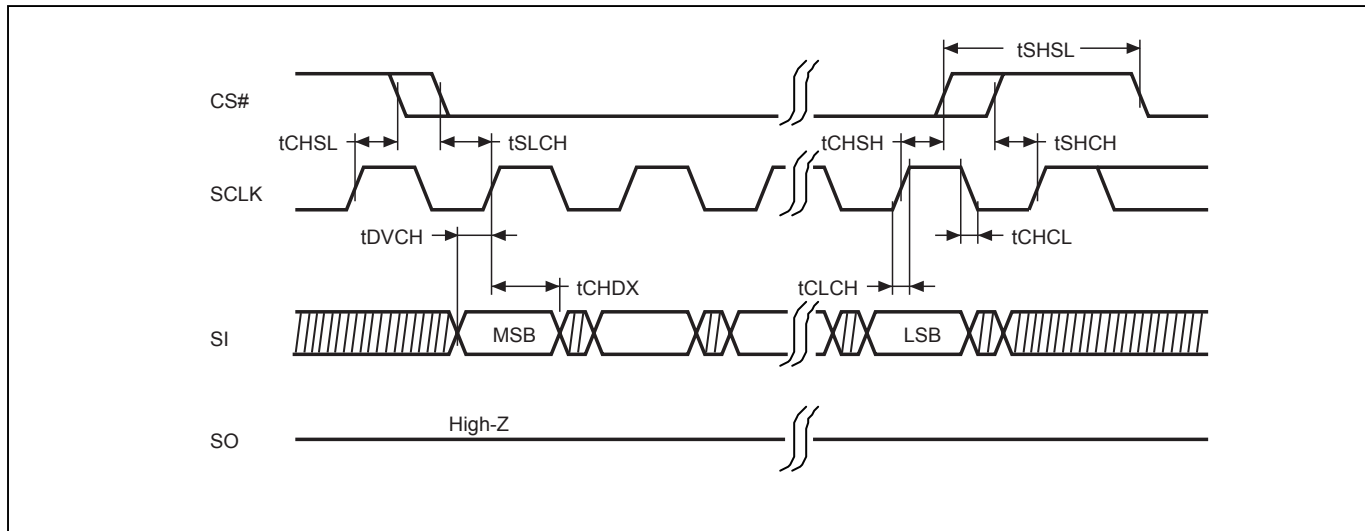 tSHSL
CS#
tCHSL
tSLCH
tCHSH
tSHCH
SCLK
tDVCH
tCHCL
tCHDX
tCLCH
SI
MSB
LSB
High-Z
SO